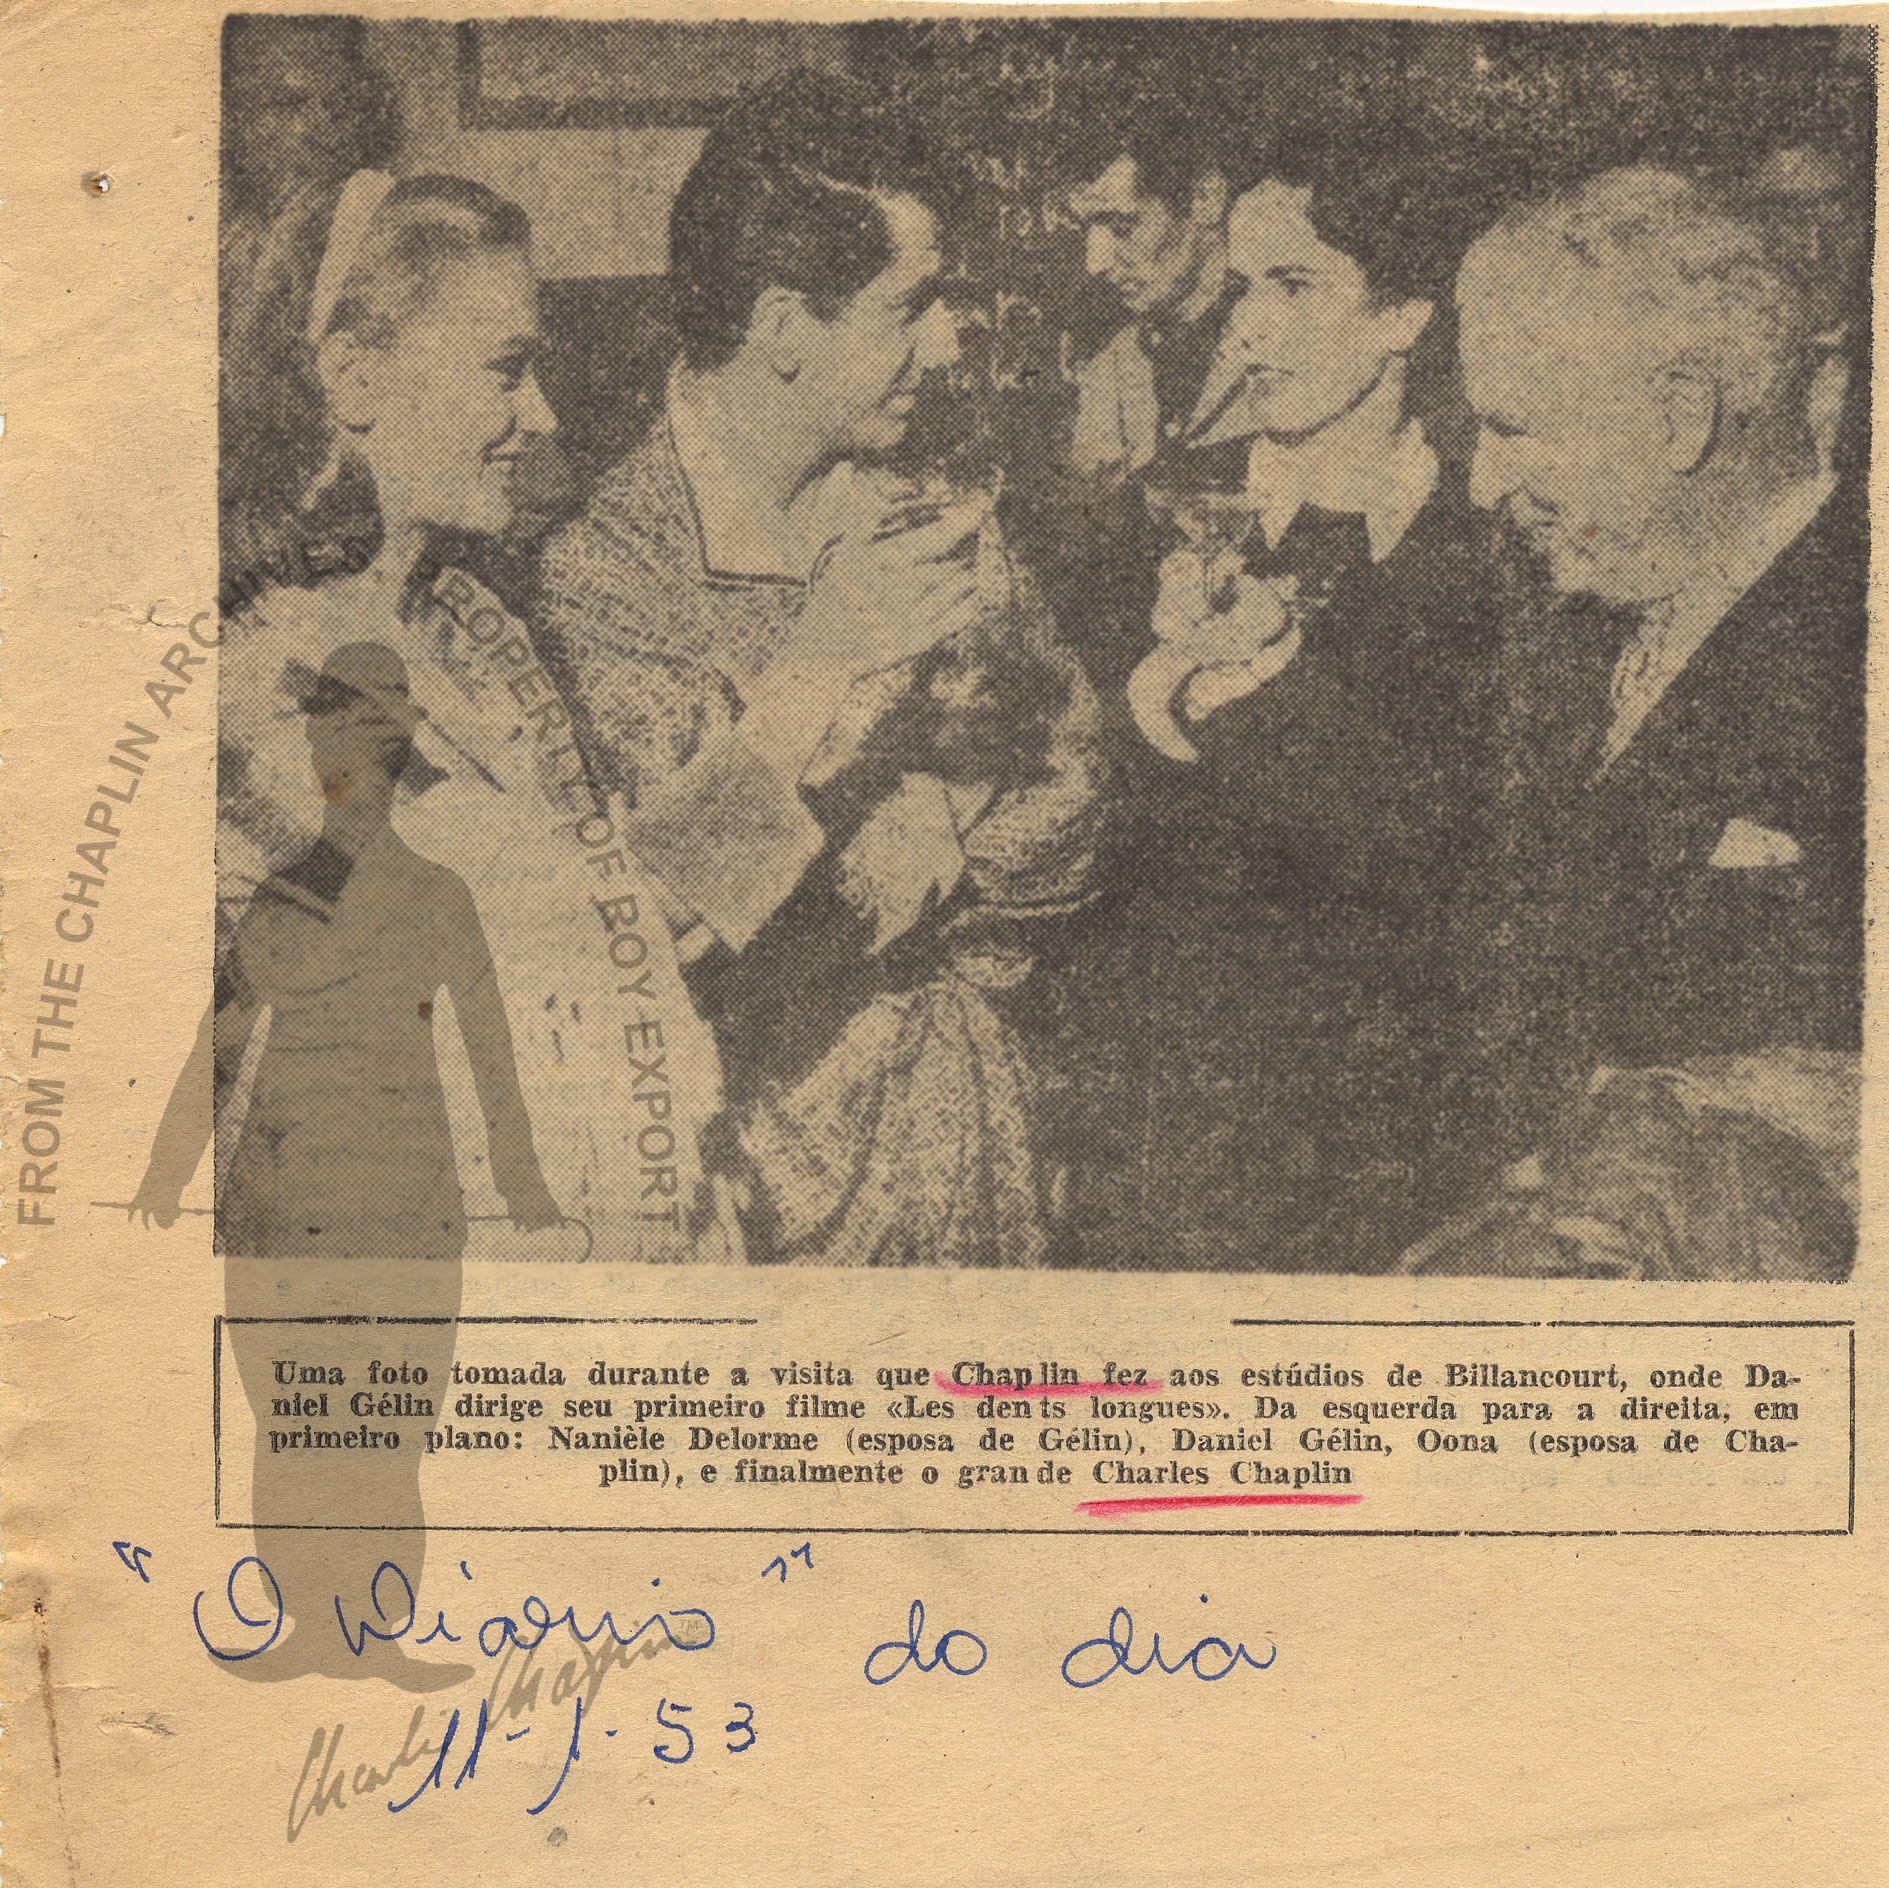 FROM THE CHAPLIN ARCHIVES PROPERTY OF ROY EXPORT
Uma foto tomada durante a visita que Chaplin fez aos estúdios de Billancourt, onde Da-
niel Gélin dirige seu primeiro filme «Les dents longues». Da esquerda para a direita, em
primeiro plano: Nanièle Delorme (esposa de Gélin), Daniel Gélin, Oona (esposa de Cha-
plin), e finalmente o grande Charles Chaplin
"O Diário" do dia
11-1-53
Charlie Chaplin